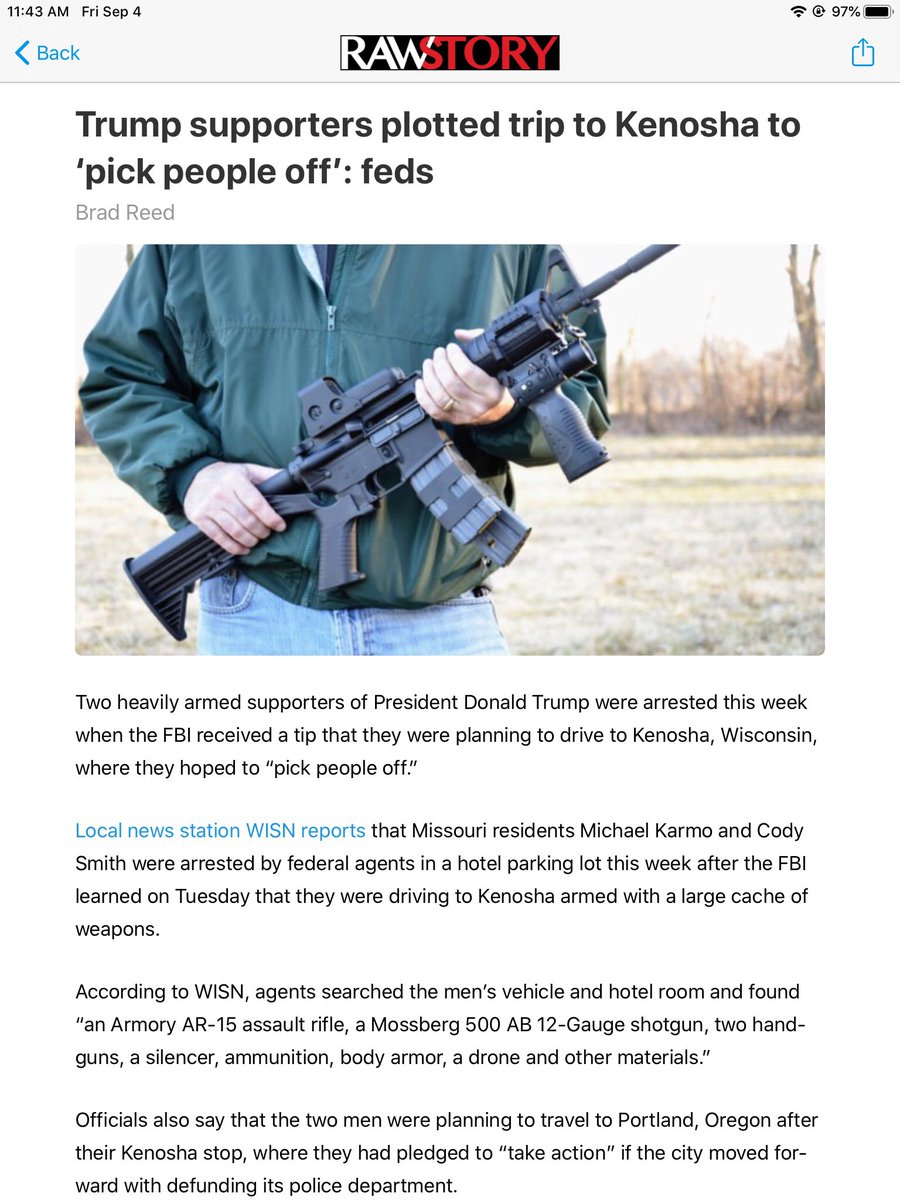 11:43 AM Fri Sep 4
97%
Back
RAWSTORY
Trump supporters plotted trip to Kenosha to
‘pick people off’: feds
Brad Reed
Two heavily armed supporters of President Donald Trump were arrested this week
when the FBI received a tip that they were planning to drive to Kenosha, Wisconsin,
where they hoped to “pick people off.”
Local news station WISN reports that Missouri residents Michael Karmo and Cody
Smith were arrested by federal agents in a hotel parking lot this week after the FBI
learned on Tuesday that they were driving to Kenosha armed with a large cache of
weapons.
According to WISN, agents searched the men’s vehicle and hotel room and found
“an Armory AR-15 assault rifle, a Mossberg 500 AB 12-Gauge shotgun, two hand-
guns, a silencer, ammunition, body armor, a drone and other materials.”
Officials also say that the two men were planning to travel to Portland, Oregon after
their Kenosha stop, where they had pledged to “take action” if the city moved for-
ward with defunding its police department.